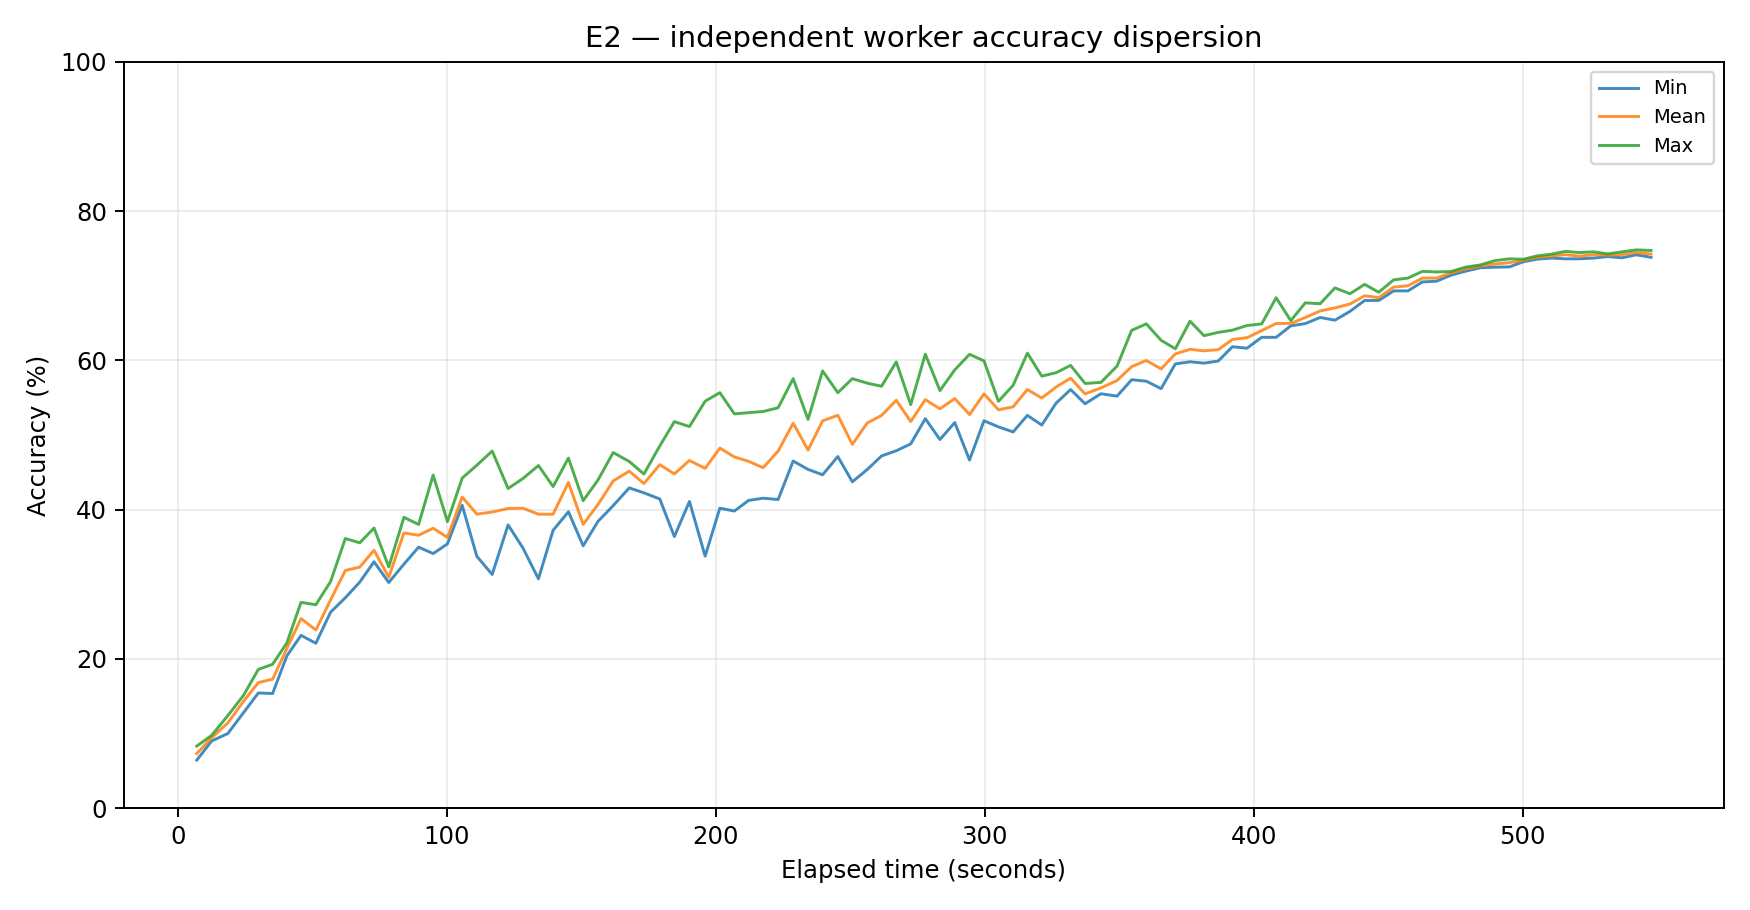 E2 — independent worker accuracy dispersion
100
80
60
40
20
0
Accuracy (%)
Min
Mean
Max
0 100 200 300 400 500
Elapsed time (seconds)